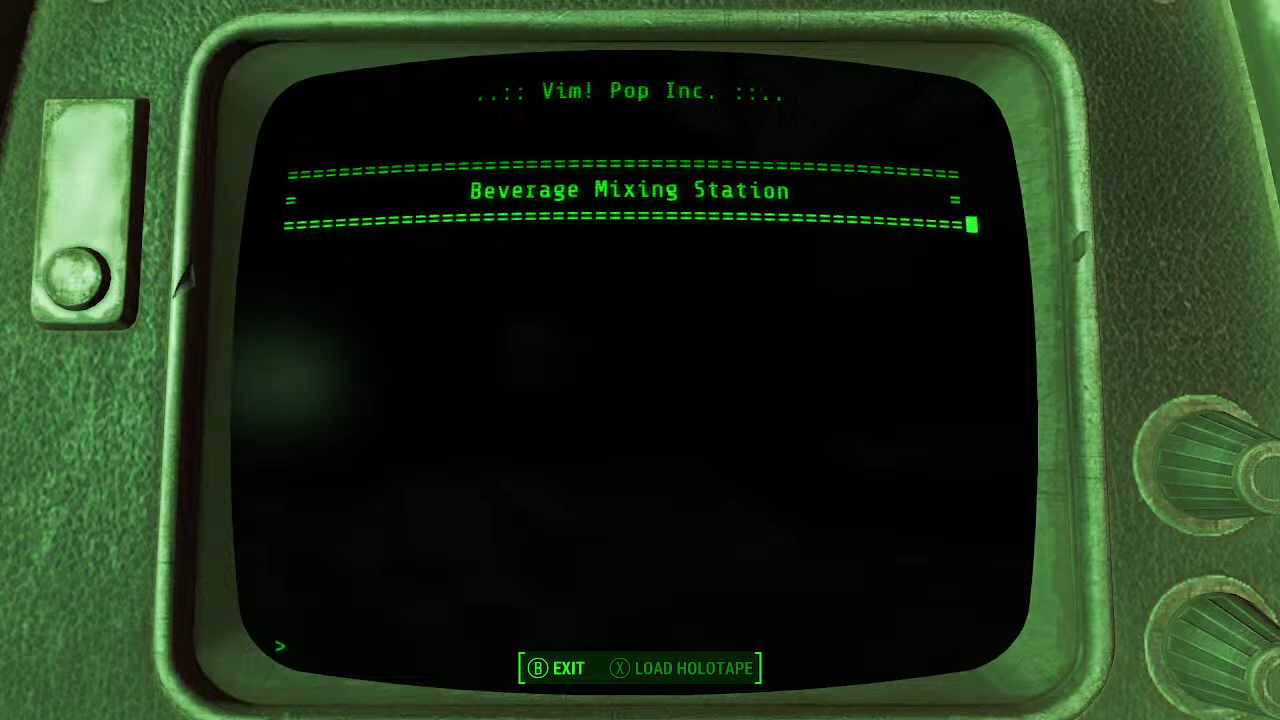 ..:: Vim! Pop Inc. ::..
======================================================
= Beverage Mixing Station =
======================================================
>
Ⓑ EXIT Ⓧ LOAD HOLOTAPE